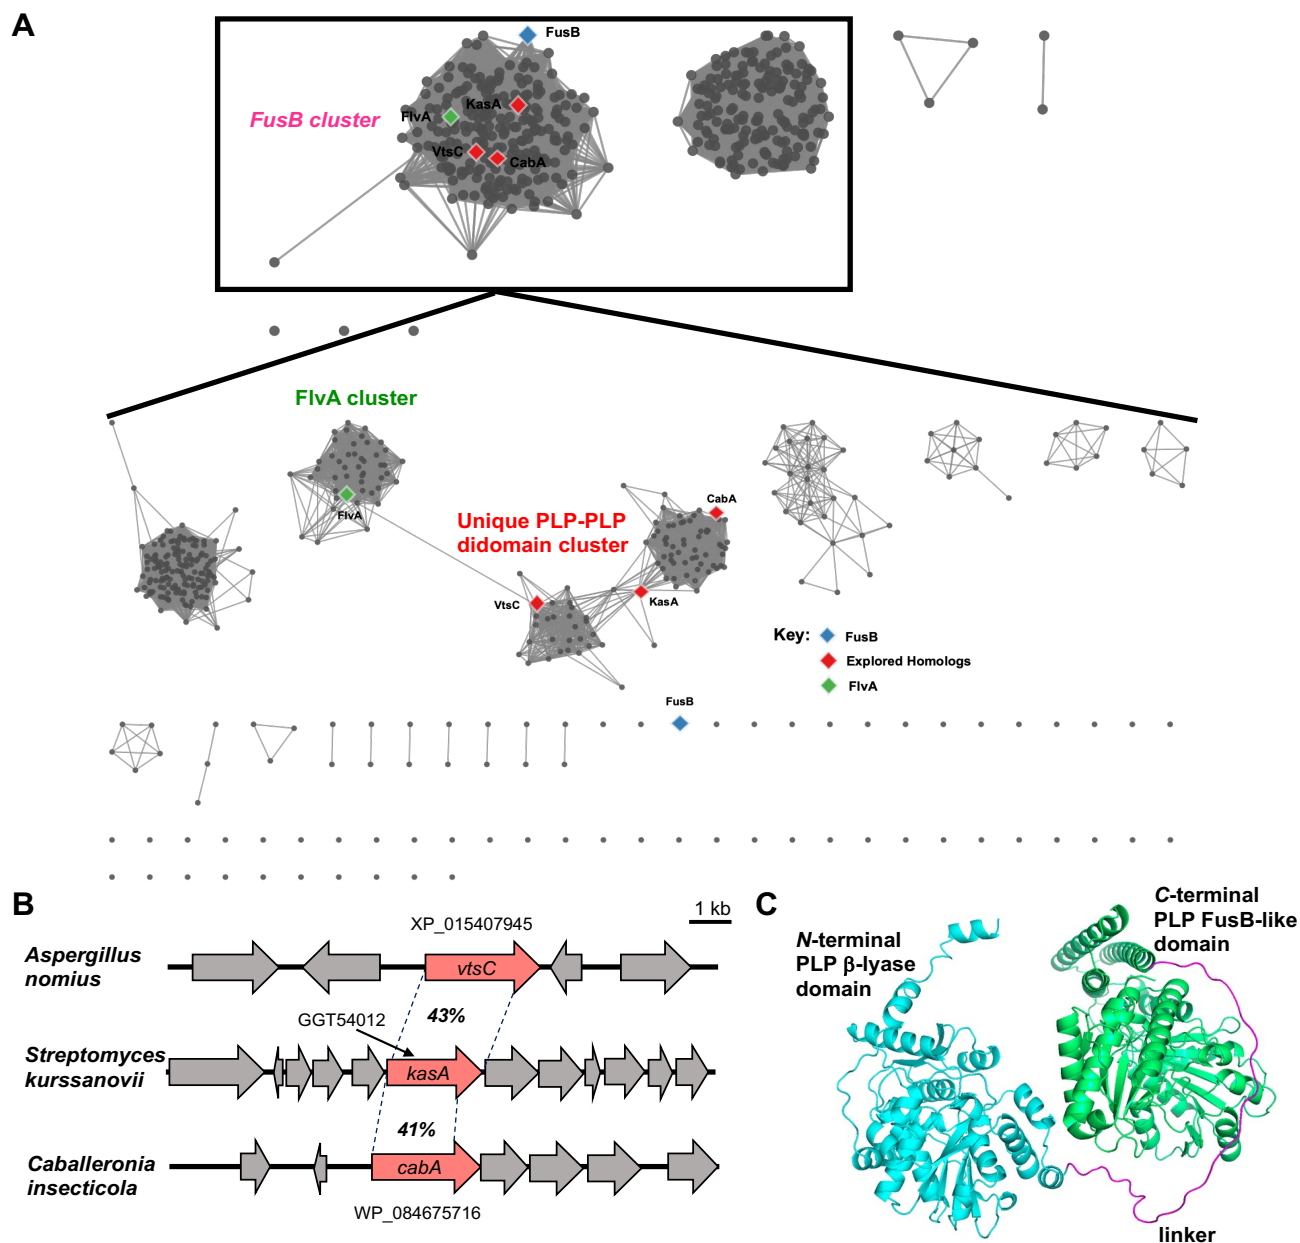 A
FusB
FusB cluster
KasA
FlvA
VtsC
CabA
FlvA cluster
FlvA
Unique PLP-PLP
didomain cluster
CabA
VtsC
KasA
Key:
FusB
Explored Homologs
FlvA
FusB
B
1 kb
XP_015407945
Aspergillus
nomius
vtsC
43%
GGT54012
Streptomyces
kurssanovii
kasA
41%
Caballeronia
insecticola
cabA
WP_084675716
C
N-terminal
PLP β-lyase
domain
C-terminal
PLP FusB-like
domain
linker